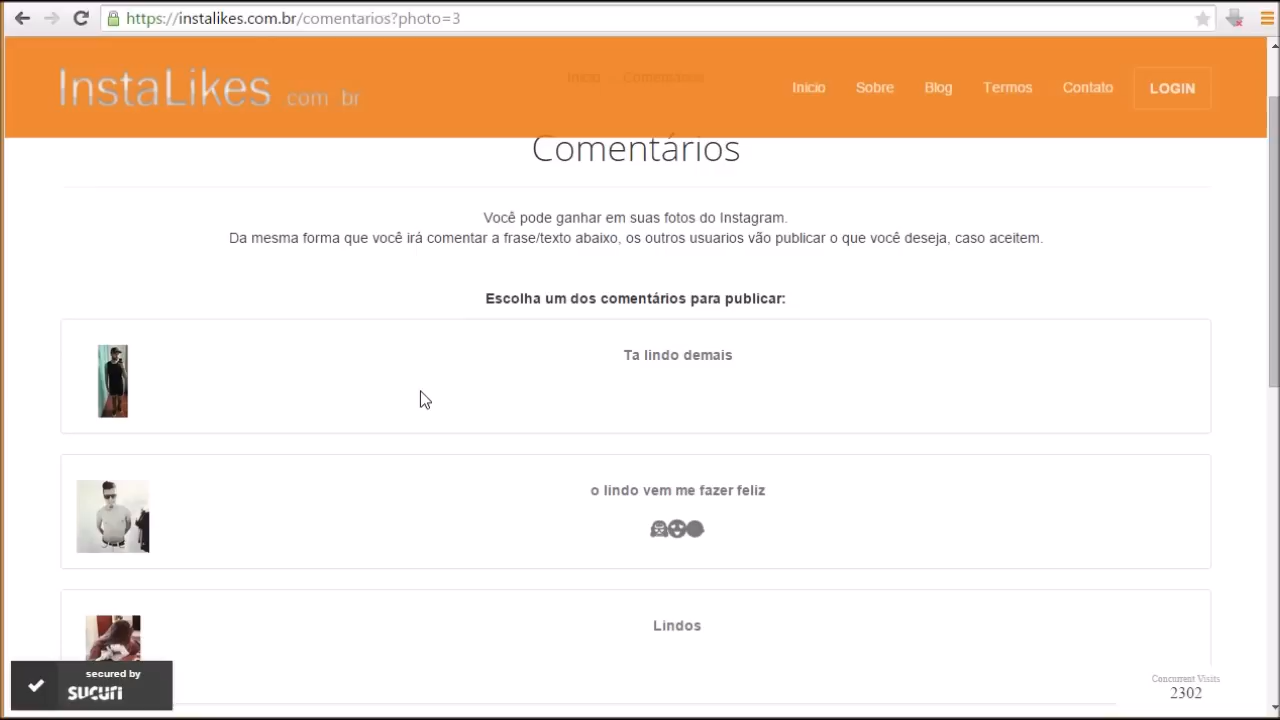 https://instalikes.com.br/comentarios?photo=3
InstaLikes com br
Inicio
Comentários
Inicio
Sobre
Blog
Termos
Contato
LOGIN
Comentários
Você pode ganhar em suas fotos do Instagram.
Da mesma forma que você irá comentar a frase/texto abaixo, os outros usuarios vão publicar o que você deseja, caso aceitem.
Escolha um dos comentários para publicar:
Ta lindo demais
o lindo vem me fazer feliz
Lindos
secured by
sucuri
Concurrent Visits
2302